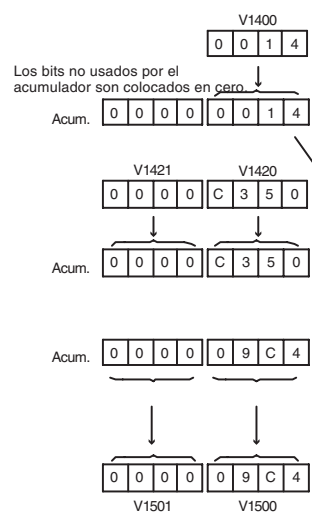 V1400
0 0 1 4
Los bits no usados por el
acumulador son colocados en cero.
Acum. 0 0 0 0 0 0 1 4
V1421 V1420
0 0 0 0 C 3 5 0
Acum. 0 0 0 0 C 3 5 0
Acum. 0 0 0 0 0 9 C 4
0 0 0 0 0 9 C 4
V1501 V1500